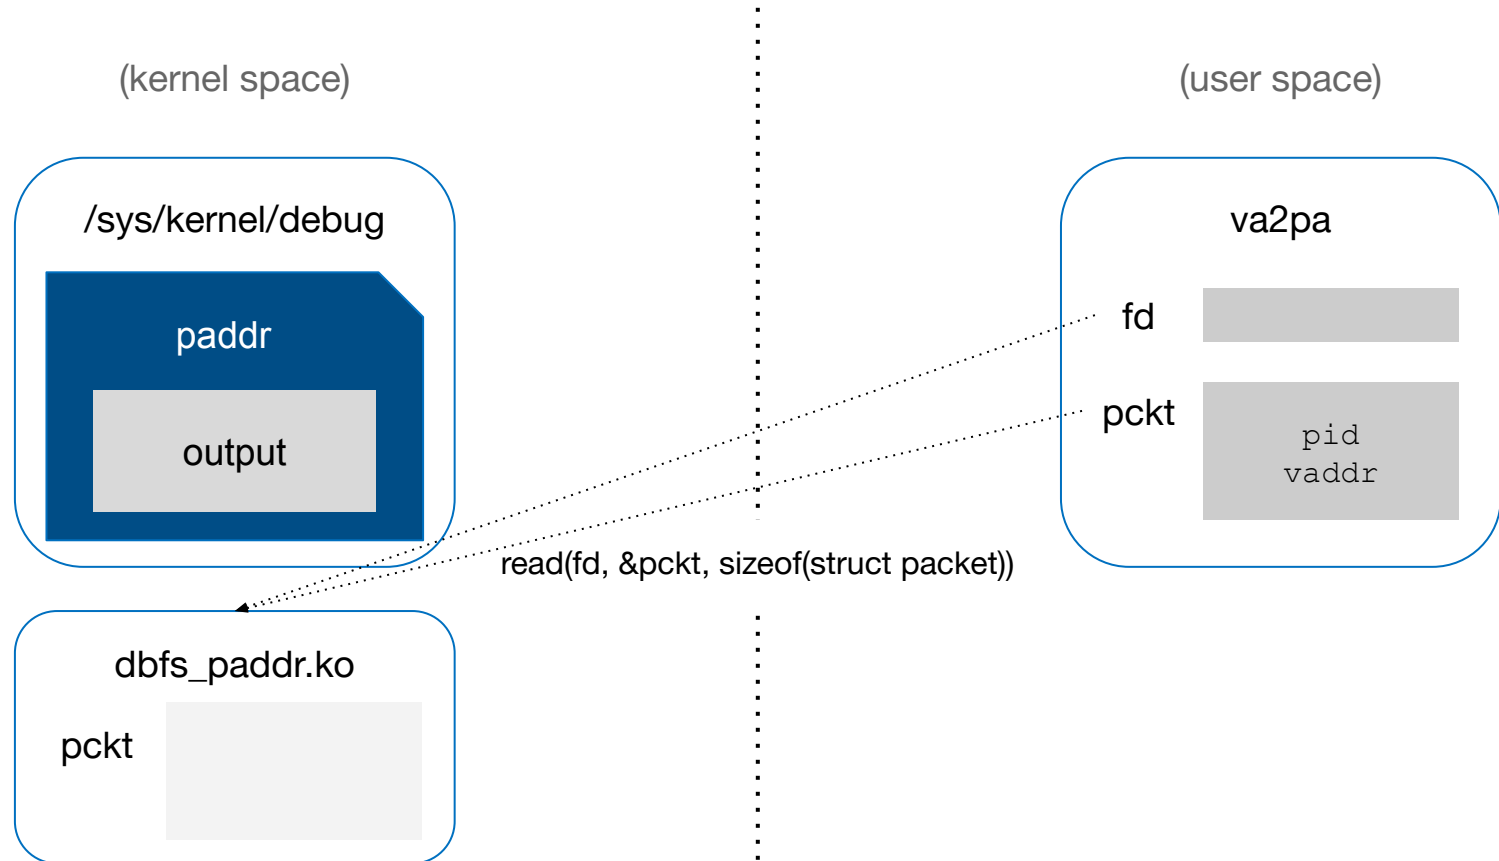 (kernel space)
(user space)
/sys/kernel/debug
paddr
output
va2pa
fd
pckt
pid
vaddr
read(fd, &pckt, sizeof(struct packet))
dbfs_paddr.ko
pckt